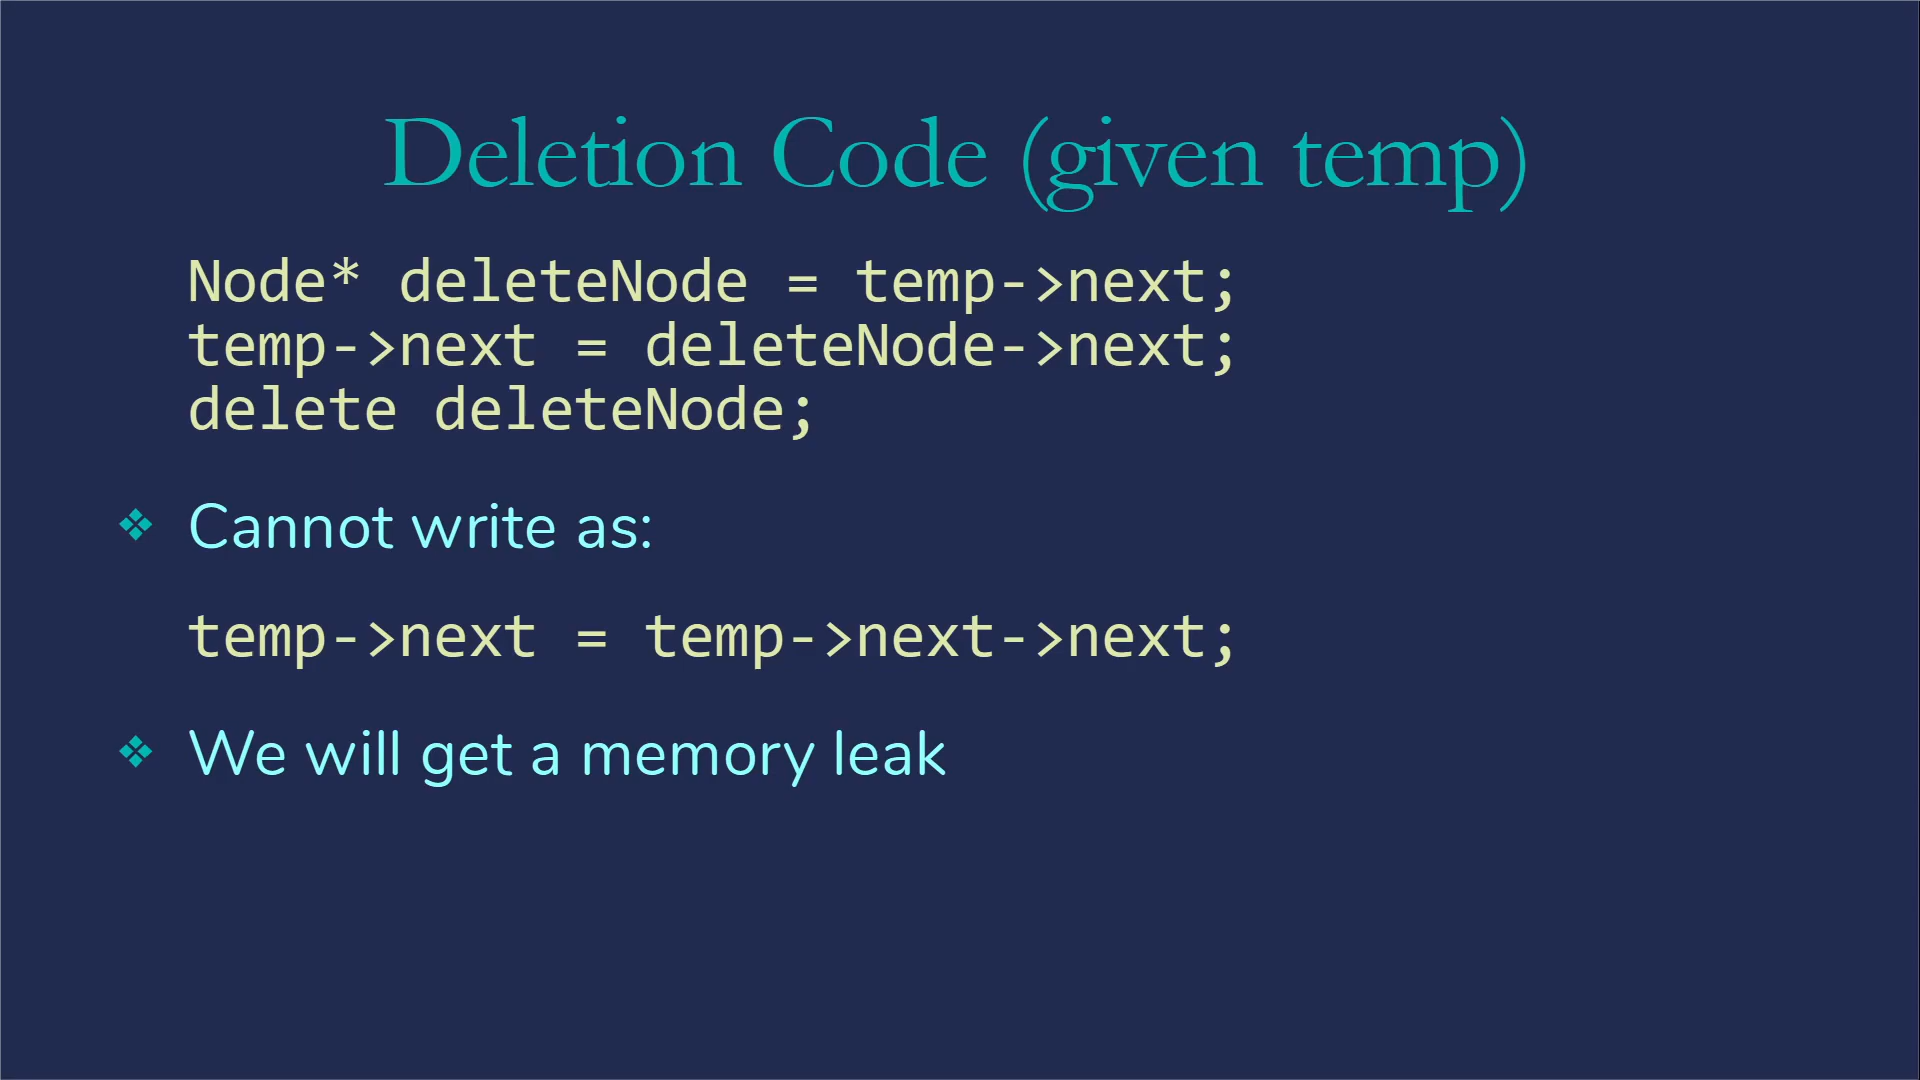 Deletion Code (given temp)
Node* deleteNode = temp->next;
temp->next = deleteNode->next;
delete deleteNode;
Cannot write as:
temp->next = temp->next->next;
We will get a memory leak